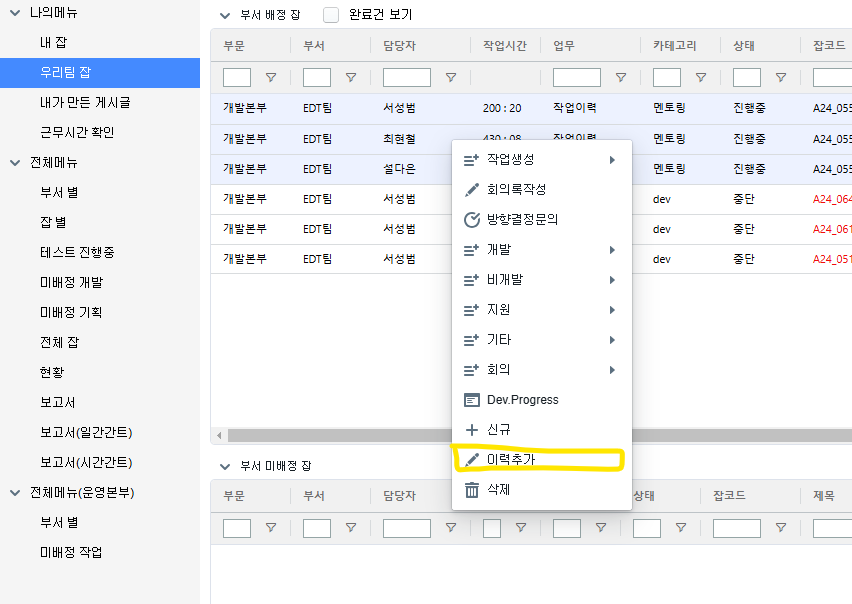 나의메뉴
내 잡
우리팀 잡
내가 만든 게시글
근무시간 확인
전체메뉴
부서 별
잡 별
테스트 진행중
미배정 개발
미배정 기획
전체 잡
현황
보고서
보고서(일간간트)
보고서(시간간트)
전체메뉴(운영본부)
부서 별
미배정 작업
부서 배정 잡 완료건 보기
부문 부서 담당자 작업시간 업무 카테고리 상태 잡코드
개발본부 EDT팀 서성범 200 : 20 작업이력 멘토링 진행중 A24_055
개발본부 EDT팀 최현철 430 : 08 작업이력 멘토링 진행중 A24_055
개발본부 EDT팀 설다은 멘토링 진행중 A24_055
개발본부 EDT팀 서성범 dev 중단 A24_064
개발본부 EDT팀 서성범 dev 중단 A24_061
개발본부 EDT팀 서성범 dev 중단 A24_051
작업생성
회의록작성
방향결정문의
개발
비개발
지원
기타
회의
Dev.Progress
신규
이력추가
삭제
부서 미배정 잡
부문 부서 담당자 상태 잡코드 제목